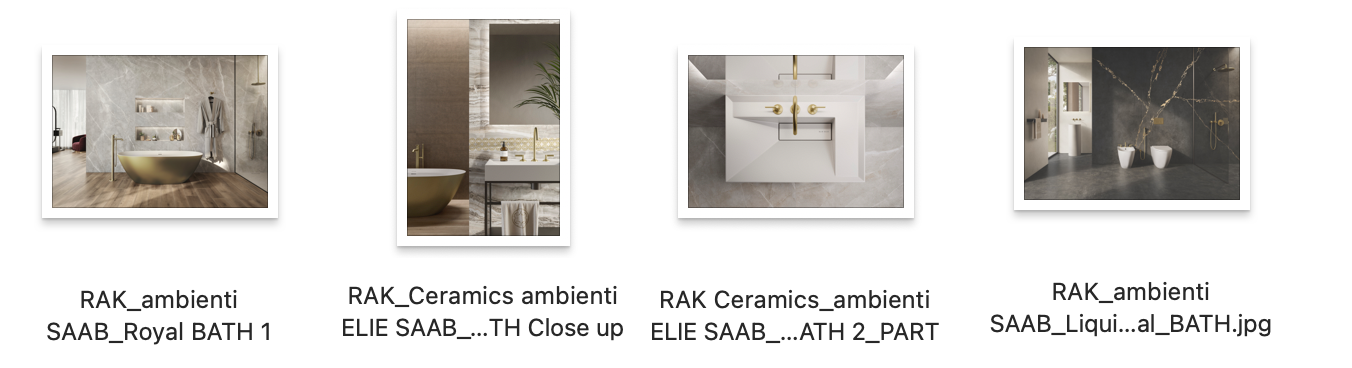 RAK_ambienti
SAAB_Royal BATH 1
RAK_Ceramics ambienti
ELIE SAAB_...TH Close up
RAK Ceramics_ambienti
ELIE SAAB_...ATH 2_PART
RAK_ambienti
SAAB_Liqui...al_BATH.jpg